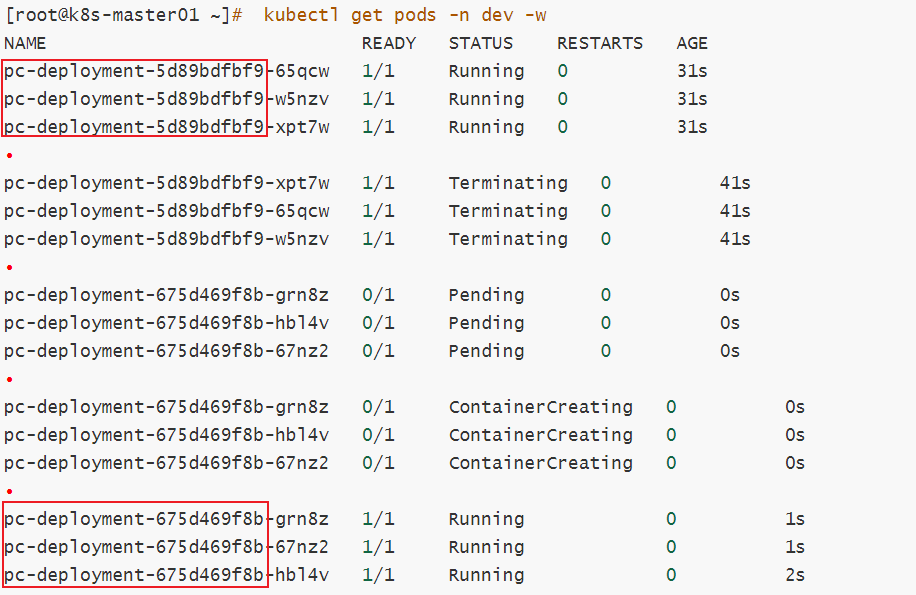 [root@k8s-master01 ~]# kubectl get pods -n dev -w
NAME READY STATUS RESTARTS AGE
pc-deployment-5d89bdfbf9-65qcw 1/1 Running 0 31s
pc-deployment-5d89bdfbf9-w5nzv 1/1 Running 0 31s
pc-deployment-5d89bdfbf9-xpt7w 1/1 Running 0 31s
pc-deployment-5d89bdfbf9-xpt7w 1/1 Terminating 0 41s
pc-deployment-5d89bdfbf9-65qcw 1/1 Terminating 0 41s
pc-deployment-5d89bdfbf9-w5nzv 1/1 Terminating 0 41s
pc-deployment-675d469f8b-grn8z 0/1 Pending 0 0s
pc-deployment-675d469f8b-hbl4v 0/1 Pending 0 0s
pc-deployment-675d469f8b-67nz2 0/1 Pending 0 0s
pc-deployment-675d469f8b-grn8z 0/1 ContainerCreating 0 0s
pc-deployment-675d469f8b-hbl4v 0/1 ContainerCreating 0 0s
pc-deployment-675d469f8b-67nz2 0/1 ContainerCreating 0 0s
pc-deployment-675d469f8b-grn8z 1/1 Running 0 1s
pc-deployment-675d469f8b-67nz2 1/1 Running 0 1s
pc-deployment-675d469f8b-hbl4v 1/1 Running 0 2s